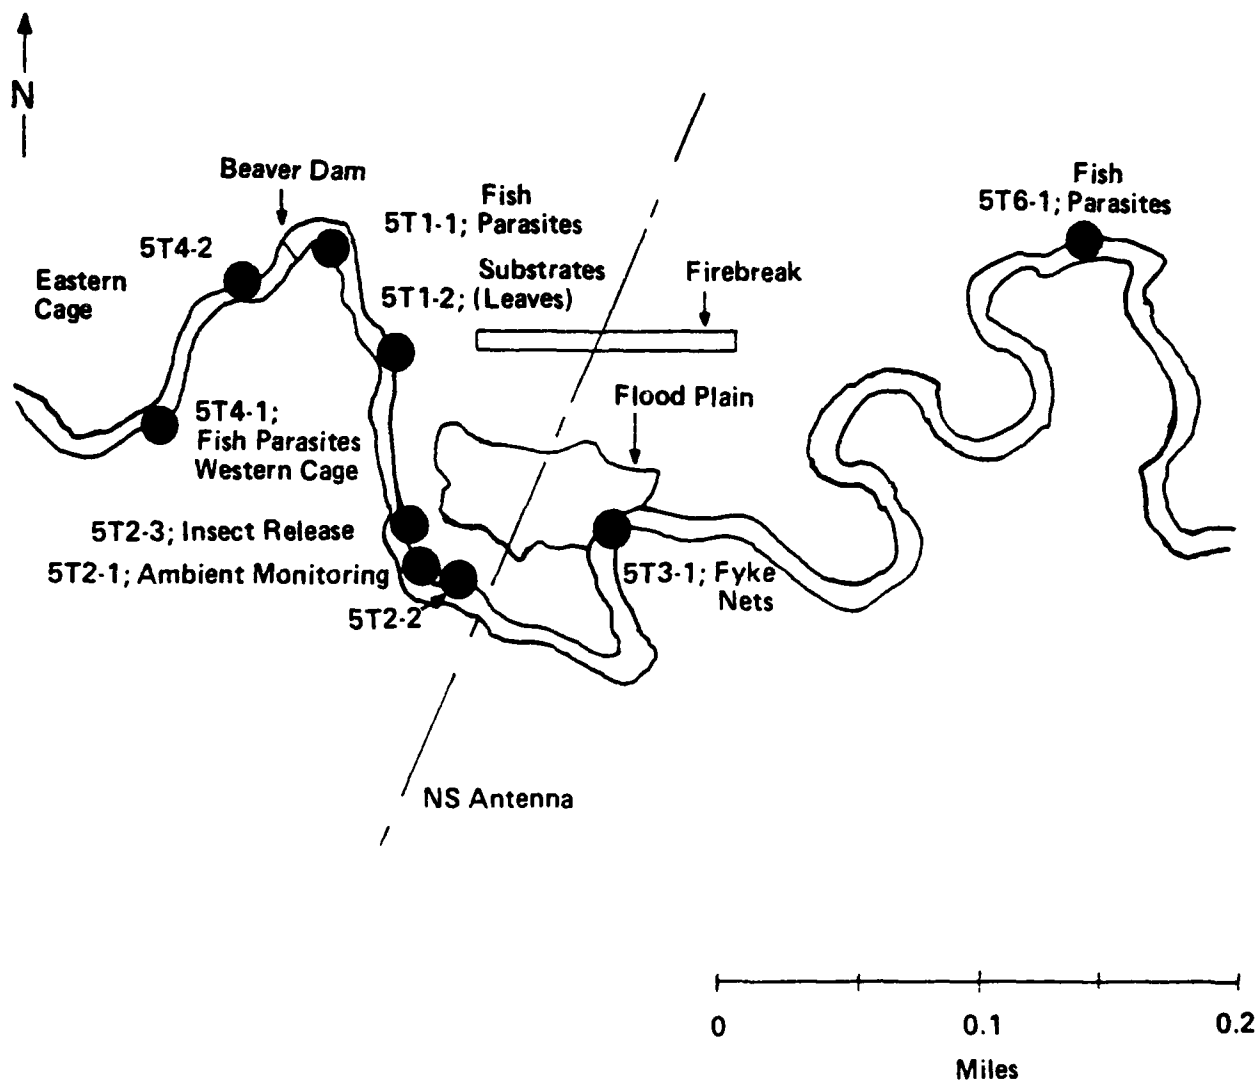 N
Beaver Dam
Fish
5T1-1; Parasites
Fish
5T6-1; Parasites
5T4-2
Eastern
Cage
Substrates
5T1-2; (Leaves)
Firebreak
Flood Plain
5T4-1;
Fish Parasites
Western Cage
5T2-3; Insect Release
5T2-1; Ambient Monitoring
5T2-2
5T3-1; Fyke
Nets
NS Antenna
0 0.1 0.2
Miles